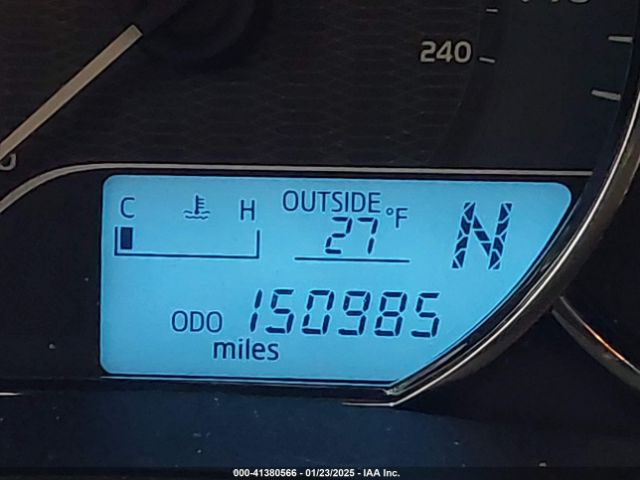 240
C H OUTSIDE
27 °F N
ODO 150985
miles
000-41380566 - 01/23/2025 - IAA Inc.